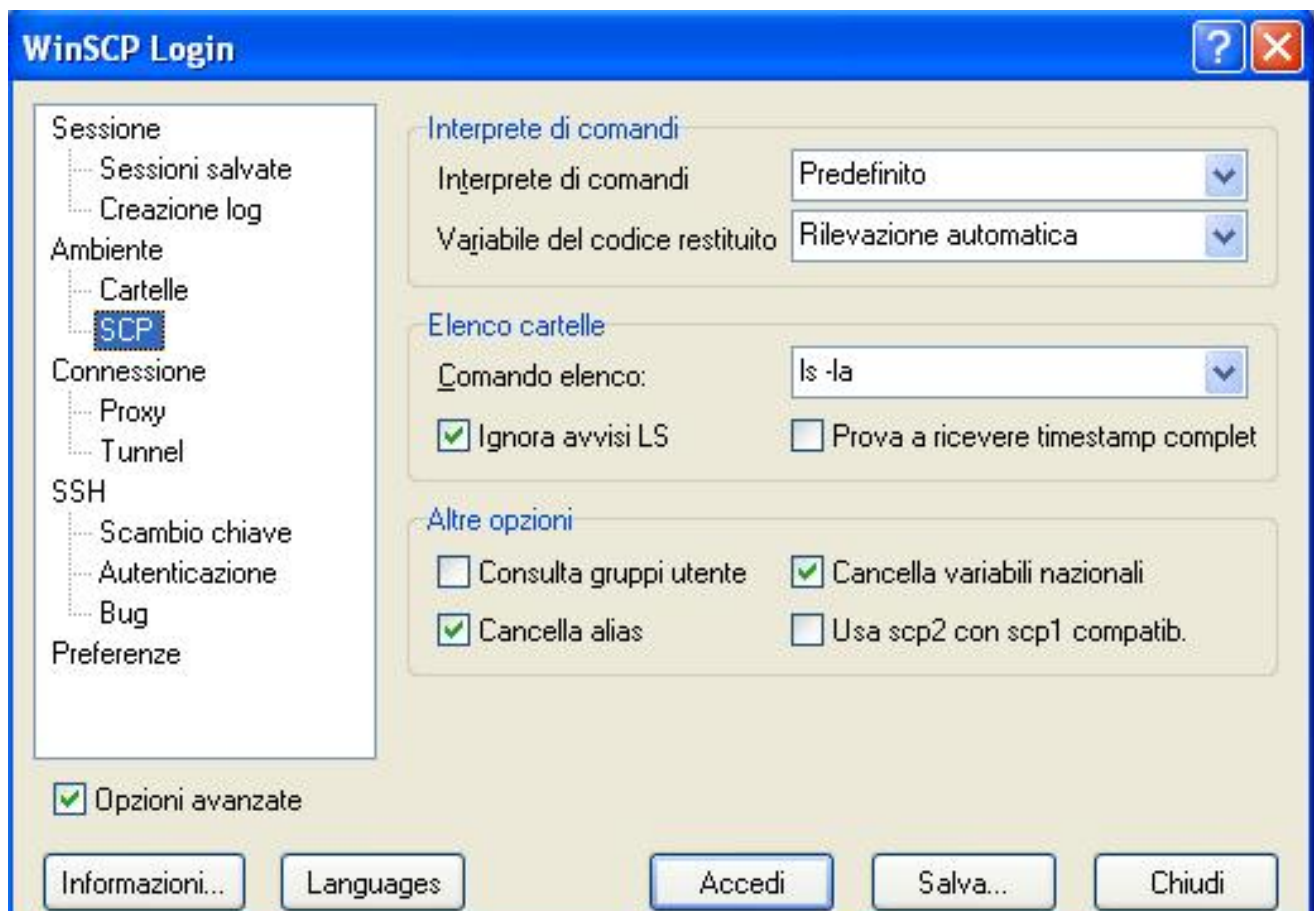 WinSCP Login
Sessione
Sessioni salvate
Creazione log
Ambiente
Cartelle
SCP
Connessione
Proxy
Tunnel
SSH
Scambio chiave
Autenticazione
Bug
Preferenze
Opzioni avanzate
Interprete di comandi
Interprete di comandi Predefinito
Variabile del codice restituito Rilevazione automatica
Elenco cartelle
Comando elenco: ls -la
Ignora avvisi LS Prova a ricevere timestamp complet
Altre opzioni
Consulta gruppi utente Cancella variabili nazionali
Cancella alias Usa scp2 con scp1 compatib.
Informazioni... Languages Accedi Salva... Chiudi